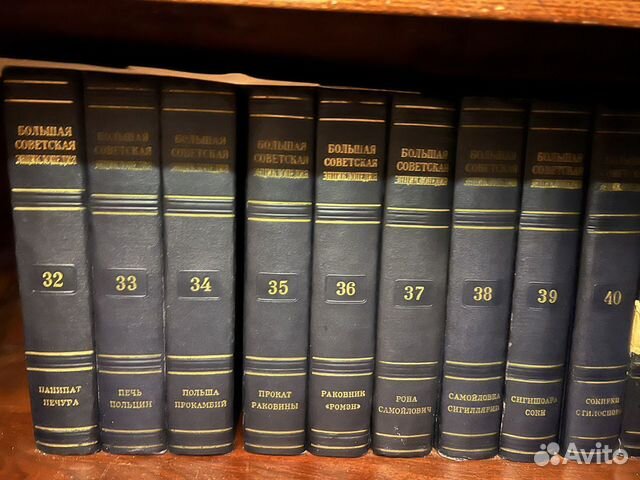 БОЛЬШАЯ
СОВЕТСКАЯ
ЭНЦИКЛОПЕДИЯ
32
ПАНИПАТ
ПЕЧУРА
БОЛЬШАЯ
СОВЕТСКАЯ
ЭНЦИКЛОПЕДИЯ
33
ПЕЧЬ
ПОЛЬЦИН
БОЛЬШАЯ
СОВЕТСКАЯ
ЭНЦИКЛОПЕДИЯ
34
ПОЛЬША
ПРОКАМБИЙ
БОЛЬШАЯ
СОВЕТСКАЯ
ЭНЦИКЛОПЕДИЯ
35
ПРОКАТ
РАКОВИНЫ
БОЛЬШАЯ
СОВЕТСКАЯ
ЭНЦИКЛОПЕДИЯ
36
РАКОВНИК
«РОМЭН»
БОЛЬШАЯ
СОВЕТСКАЯ
ЭНЦИКЛОПЕДИЯ
37
РОНА
САМОЙЛОВИЧ
БОЛЬШАЯ
СОВЕТСКАЯ
ЭНЦИКЛОПЕДИЯ
38
САМОЙЛОВКА
СИГИЛЛЯРИИ
БОЛЬШАЯ
СОВЕТСКАЯ
ЭНЦИКЛОПЕДИЯ
39
СИГИШОАРА
СОКИ
БОЛЬШАЯ
СОВЕТСКАЯ
40
СОКИРКИ
Avito